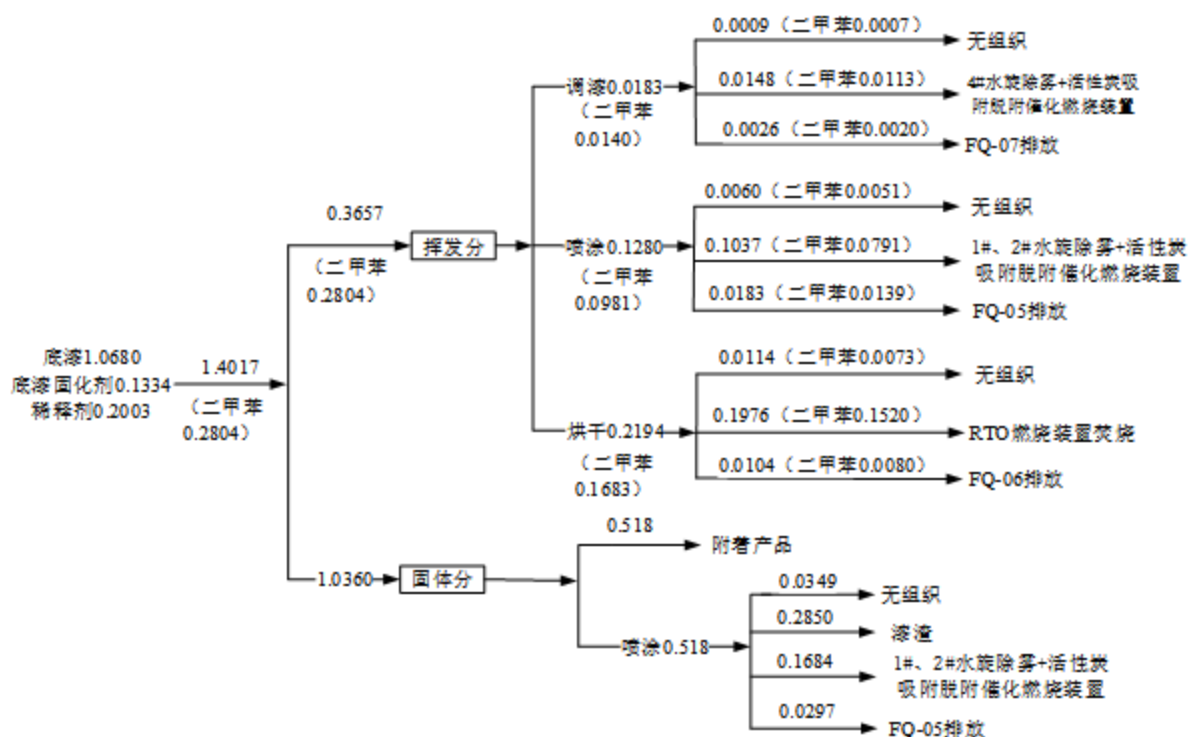 0.0009（二甲苯0.0007）
无组织
调漆0.0183
（二甲苯
0.0140）
0.0148（二甲苯0.0113）
4#水旋除雾+活性炭吸
附脱附催化燃烧装置
0.0026（二甲苯0.0020）
FQ-07排放
0.3657
挥发分
（二甲苯
0.2804）
0.0060（二甲苯0.0051）
无组织
喷涂0.1280
（二甲苯
0.0981）
0.1037（二甲苯0.0791）
1#、2#水旋除雾+活性炭
吸附脱附催化燃烧装置
0.0183（二甲苯0.0139）
FQ-05排放
底漆1.0680
底漆固化剂0.1334
稀释剂0.2003
1.4017
（二甲苯
0.2804）
0.0114（二甲苯0.0073）
无组织
烘干0.2194
（二甲苯
0.1683）
0.1976（二甲苯0.1520）
RTO燃烧装置焚烧
0.0104（二甲苯0.0080）
FQ-06排放
1.0360
固体分
0.518
附着产品
喷涂0.518
0.0349
无组织
0.2850
漆渣
0.1684
1#、2#水旋除雾+活性炭
吸附脱附催化燃烧装置
0.0297
FQ-05排放